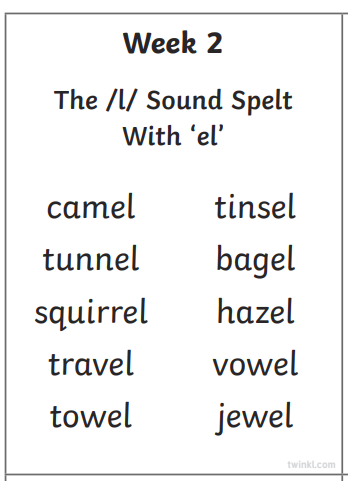 Week 2
The /l/ Sound Spelt
With ‘el’
camel tinsel
tunnel bagel
squirrel hazel
travel vowel
towel jewel
twinkl.com